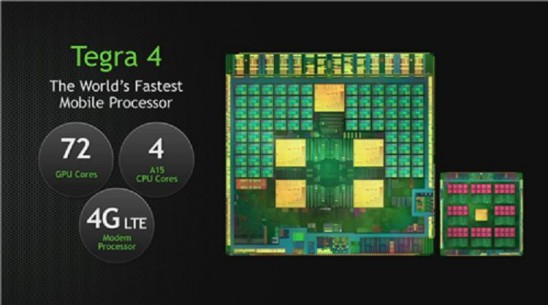 Tegra 4
The World's Fastest
Mobile Processor
72
GPU Cores
4
A15
CPU Cores
4G LTE
Modem
Processor